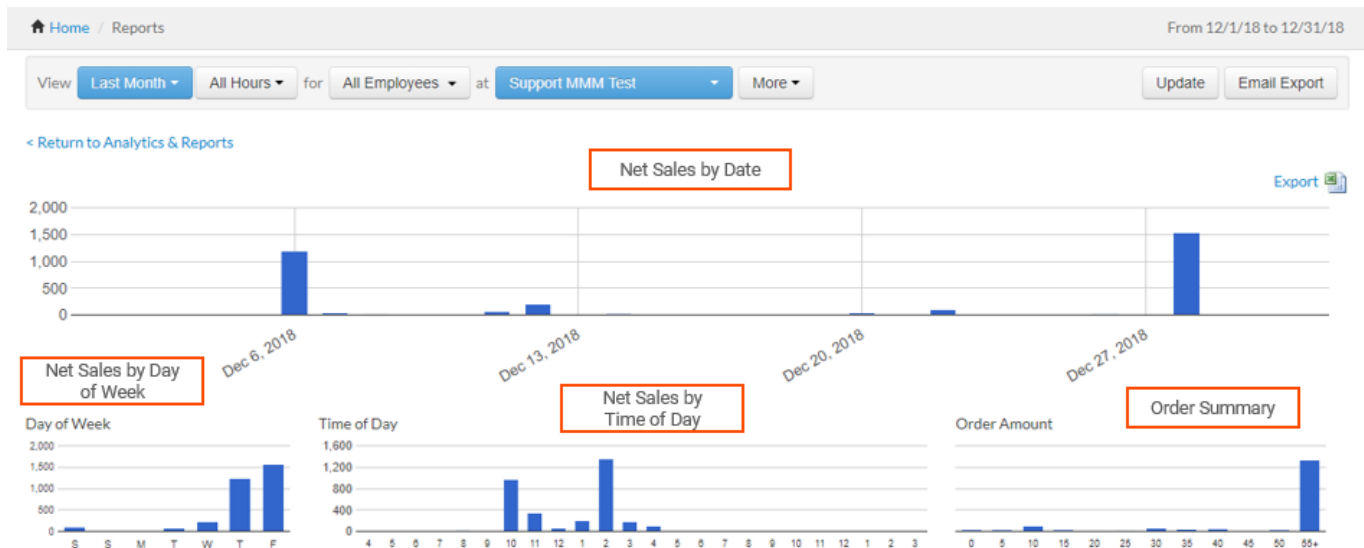 Home / Reports
From 12/1/18 to 12/31/18
View Last Month All Hours for All Employees at Support MMM Test More Update Email Export
< Return to Analytics & Reports
Net Sales by Date
Export
2,000
1,500
1,000
500
0
Dec 6, 2018 Dec 13, 2018 Dec 20, 2018 Dec 27, 2018
Net Sales by Day
of Week
Net Sales by
Time of Day
Order Summary
Day of Week
2,000
1,500
1,000
500
0
S S M T W T F
Time of Day
1,600
1,200
800
400
0
4 5 6 7 8 9 10 11 12 1 2 3 4 5 6 7 8 9 10 11 12 1 2 3
Order Amount
0 5 10 15 20 25 30 35 40 45 50 55+